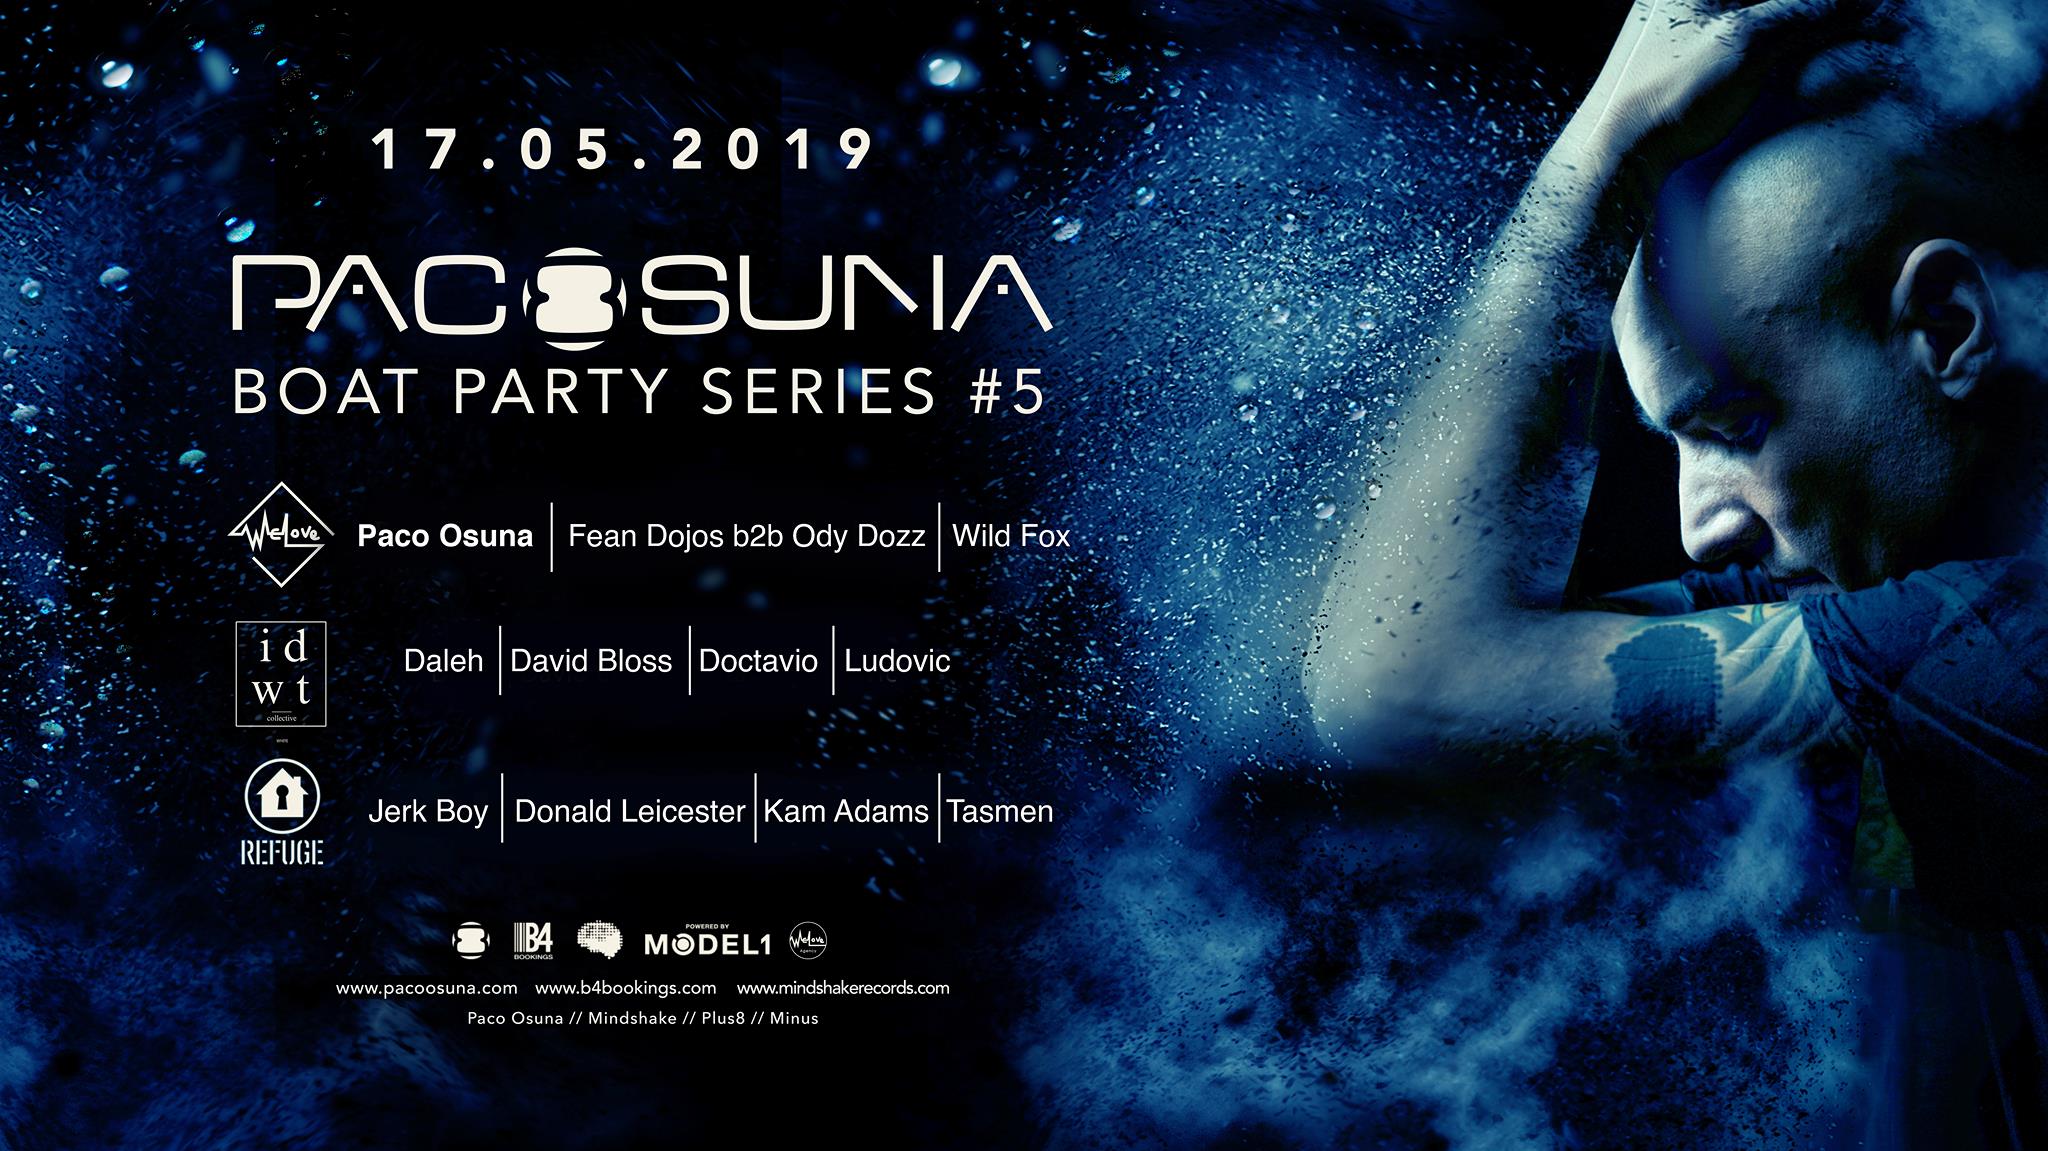 17.05.2019
PACOSUNA
BOAT PARTY SERIES #5
WeLove
Paco Osuna | Fean Dojos b2b Ody Dozz | Wild Fox
i d
w t
collective
Daleh | David Bloss | Doctavio | Ludovic
REFUGE
Jerk Boy | Donald Leicester | Kam Adams | Tasmen
B4
BOOKINGS
POWERED BY
MODEL1
WeLove
Agency
www.pacoosuna.com www.b4bookings.com www.mindshakerecords.com
Paco Osuna // Mindshake // Plus8 // Minus